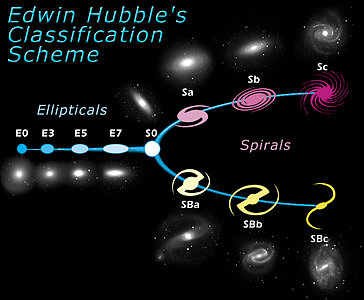 Edwin Hubble's
Classification
Scheme
Ellipticals
E0 E3 E5 E7 S0
Sa
Sb
Sc
Spirals
SBa
SBb
SBc